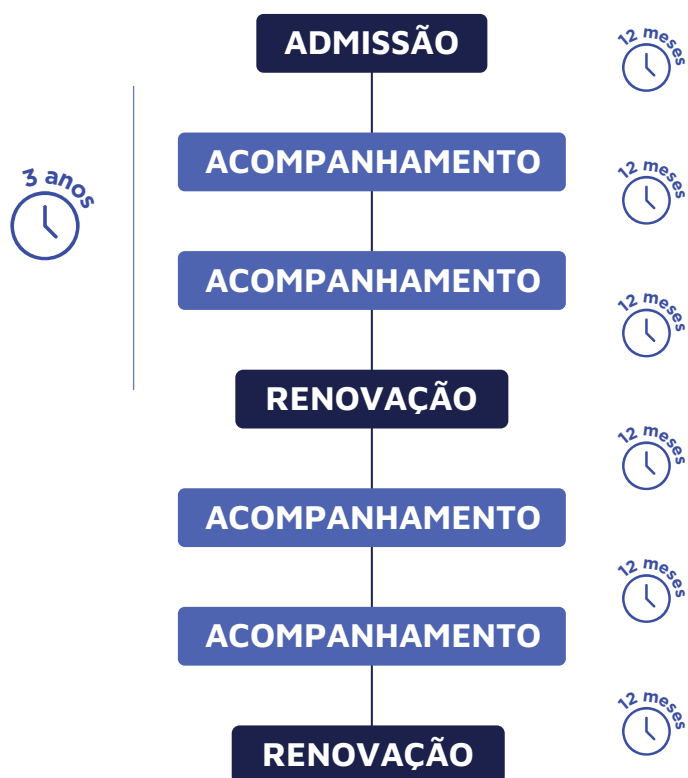 ADMISSÃO
12 meses
ACOMPANHAMENTO
12 meses
3 anos
ACOMPANHAMENTO
12 meses
RENOVAÇÃO
12 meses
ACOMPANHAMENTO
12 meses
ACOMPANHAMENTO
12 meses
RENOVAÇÃO